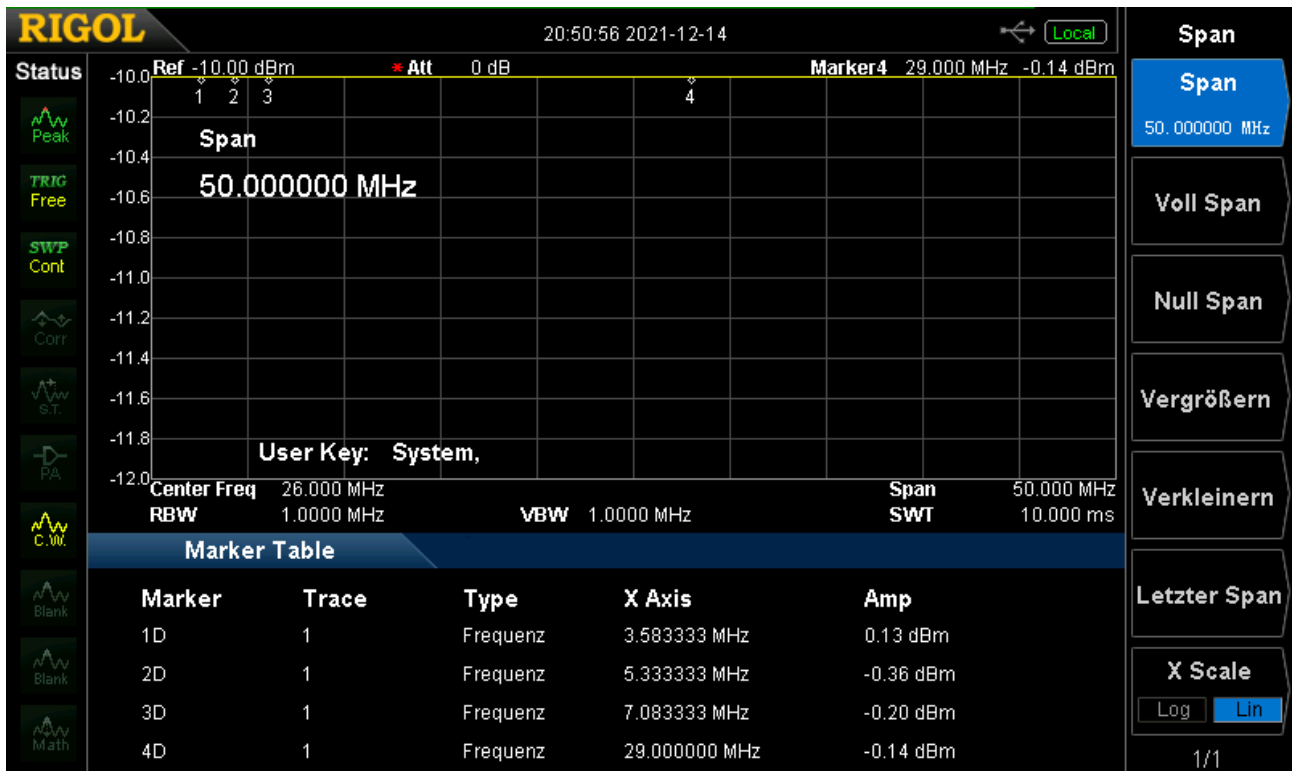 RIGOL
20:50:56 2021-12-14
Local
Span
Status
Ref -10.00 dBm * Att 0 dB Marker4 29.000 MHz -0.14 dBm
-10.0
1 2 3 4
-10.2
Span
-10.4
50.000000 MHz
-10.6
-10.8
-11.0
-11.2
-11.4
-11.6
-11.8
User Key: System,
-12.0
Center Freq 26.000 MHz Span 50.000 MHz
RBW 1.0000 MHz VBW 1.0000 MHz SWT 10.000 ms
Peak
TRIG
Free
SWP
Cont
Corr
S.T.
PA
C.W.
Blank
Blank
Math
Marker Table
Marker Trace Type X Axis Amp
1D 1 Frequenz 3.583333 MHz 0.13 dBm
2D 1 Frequenz 5.333333 MHz -0.36 dBm
3D 1 Frequenz 7.083333 MHz -0.20 dBm
4D 1 Frequenz 29.000000 MHz -0.14 dBm
Span
50.000000 MHz
Voll Span
Null Span
Vergrößern
Verkleinern
Letzter Span
X Scale
Log Lin
1/1